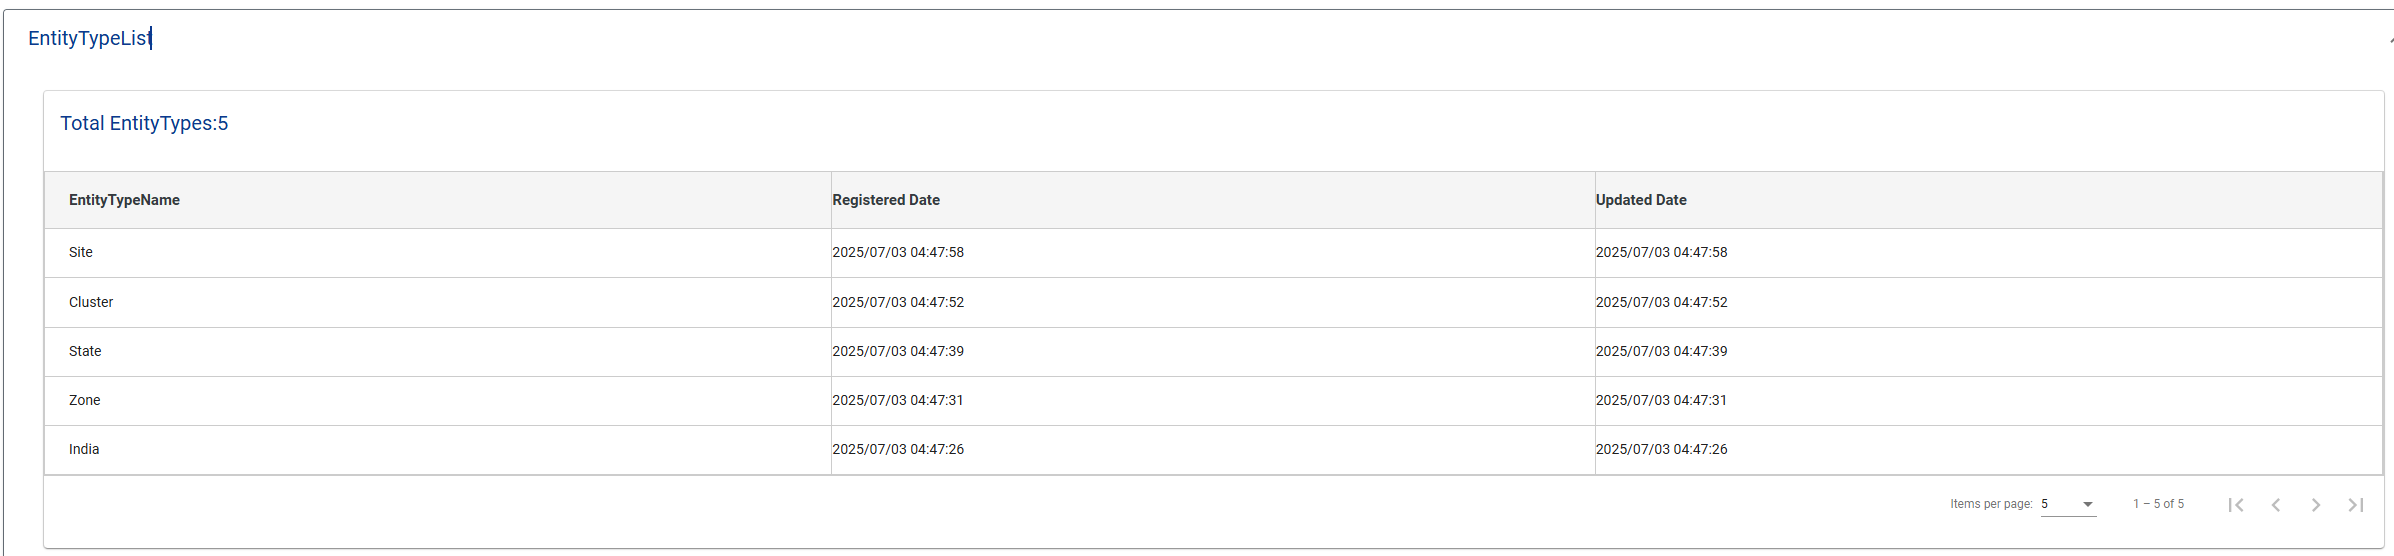 EntityTypeList
Total EntityTypes:5
EntityTypeName Registered Date Updated Date
Site 2025/07/03 04:47:58 2025/07/03 04:47:58
Cluster 2025/07/03 04:47:52 2025/07/03 04:47:52
State 2025/07/03 04:47:39 2025/07/03 04:47:39
Zone 2025/07/03 04:47:31 2025/07/03 04:47:31
India 2025/07/03 04:47:26 2025/07/03 04:47:26
Items per page: 5 1 – 5 of 5